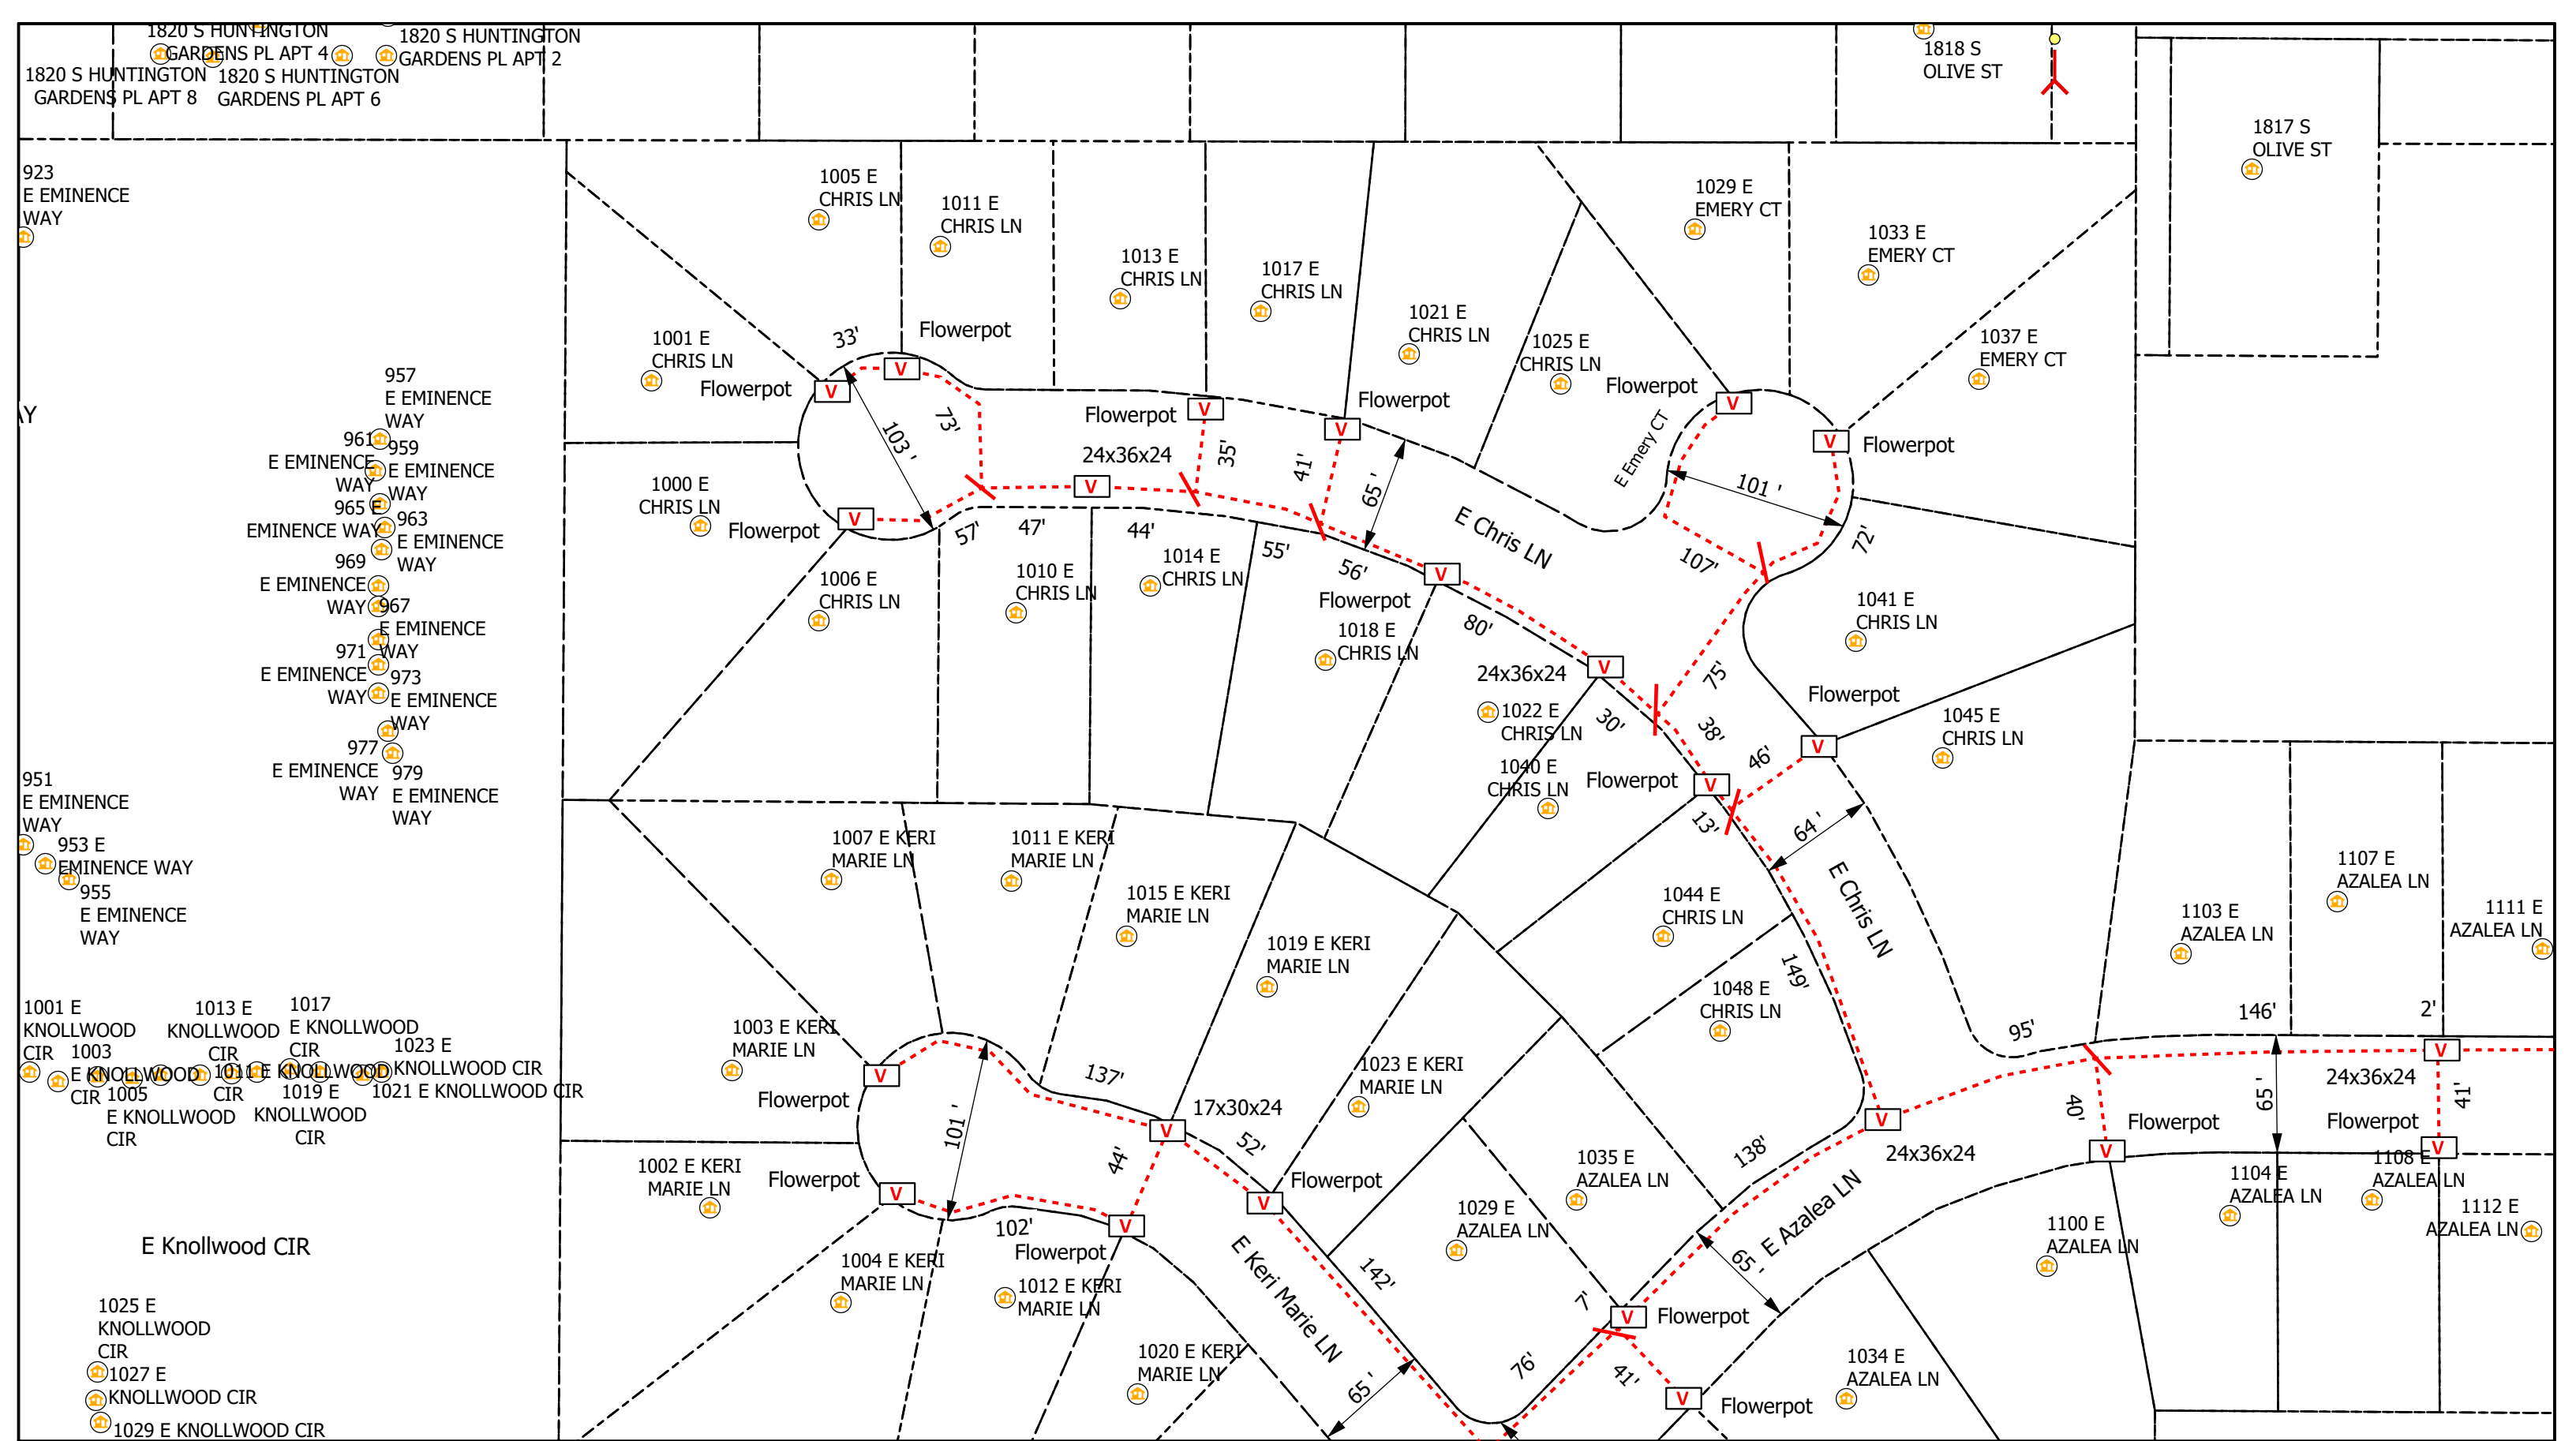 1820 S HUNTINGTON
GARDENS PL APT 4
1820 S HUNTINGTON
GARDENS PL APT 2
1820 S HUNTINGTON
GARDENS PL APT 8
1820 S HUNTINGTON
GARDENS PL APT 6
1818 S
OLIVE ST
1817 S
OLIVE ST
923
E EMINENCE
WAY
1005 E
CHRIS LN
1011 E
CHRIS LN
1013 E
CHRIS LN
1017 E
CHRIS LN
1029 E
EMERY CT
1033 E
EMERY CT
1037 E
EMERY CT
1001 E
CHRIS LN
1021 E
CHRIS LN
1025 E
CHRIS LN
33'
Flowerpot
V
Flowerpot
V
Flowerpot
V
Flowerpot
V
Flowerpot
V
E Emery CT
V
Flowerpot
AY
957
E EMINENCE
WAY
961
E EMINENCE
WAY
959
E EMINENCE
WAY
965 E
EMINENCE WAY
963
E EMINENCE
WAY
969
E EMINENCE
WAY
967
E EMINENCE
WAY
971
E EMINENCE
WAY
973
E EMINENCE
WAY
977
E EMINENCE
WAY
979
E EMINENCE
WAY
103 '
73'
24x36x24
V
35'
41'
65 '
101 '
72'
107'
1000 E
CHRIS LN
Flowerpot
V
57'
47'
44'
55'
56'
E Chris LN
V
Flowerpot
80'
1006 E
CHRIS LN
1010 E
CHRIS LN
1014 E
CHRIS LN
1018 E
CHRIS LN
1041 E
CHRIS LN
24x36x24
V
75'
30'
38'
46'
Flowerpot
V
1022 E
CHRIS LN
1045 E
CHRIS LN
1040 E
CHRIS LN
Flowerpot
V
13'
64 '
E Chris LN
951
E EMINENCE
WAY
953 E
EMINENCE WAY
955
E EMINENCE
WAY
1007 E KERI
MARIE LN
1011 E KERI
MARIE LN
1015 E KERI
MARIE LN
1019 E KERI
MARIE LN
1044 E
CHRIS LN
1048 E
CHRIS LN
149'
1103 E
AZALEA LN
1107 E
AZALEA LN
1111 E
AZALEA LN
1001 E
KNOLLWOOD
CIR
1003
E KNOLLWOOD
CIR
1005
E KNOLLWOOD
CIR
1013 E
KNOLLWOOD
CIR
1011 E KNOLLWOOD
CIR
1017
E KNOLLWOOD
CIR
1019 E
KNOLLWOOD
CIR
1023 E
KNOLLWOOD CIR
1021 E KNOLLWOOD CIR
1003 E KERI
MARIE LN
V
Flowerpot
101 '
137'
17x30x24
V
44'
52'
1023 E KERI
MARIE LN
Flowerpot
V
95'
146'
2'
V
24x36x24
V
24x36x24
65 '
40'
41'
Flowerpot
V
Flowerpot
V
138'
E Azalea LN
65 '
1002 E KERI
MARIE LN
Flowerpot
V
102'
V
Flowerpot
1035 E
AZALEA LN
1029 E
AZALEA LN
1104 E
AZALEA LN
1108 E
AZALEA LN
1112 E
AZALEA LN
1100 E
AZALEA LN
E Knollwood CIR
1004 E KERI
MARIE LN
1012 E KERI
MARIE LN
E Keri Marie LN
142'
7'
V
Flowerpot
1020 E KERI
MARIE LN
65 '
76'
41'
V
Flowerpot
1034 E
AZALEA LN
1025 E
KNOLLWOOD
CIR
1027 E
KNOLLWOOD CIR
1029 E KNOLLWOOD CIR